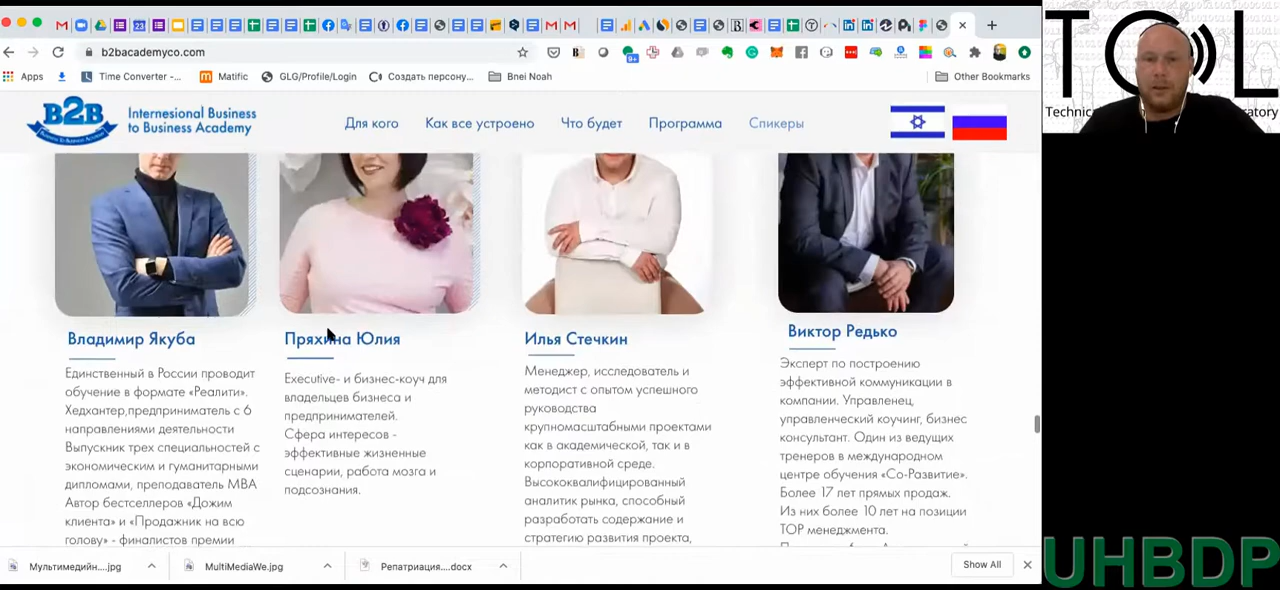 b2bacademyco.com
Apps
Time Converter -...
Matific
GLG/Profile/Login
Создать персону...
Bnei Noah
Other Bookmarks
B2B
Internesional Business
to Business Academy
Для кого
Как все устроено
Что будет
Программа
Спикеры
Владимир Якуба
Единственный в России проводит
обучение в формате «Реалити».
Хедхантер,предприниматель с 6
направлениями деятельности
Выпускник трех специальностей с
экономическим и гуманитарными
дипломами, преподаватель MBA
Автор бестселлеров «Дожим
клиента» и «Продажник на всю
голову» - финалистов премии
Пряхина Юлия
Executive- и бизнес-коуч для
владельцев бизнеса и
предпринимателей.
Сфера интересов -
эффективные жизненные
сценарии, работа мозга и
подсознания.
Илья Стечкин
Менеджер, исследователь и
методист с опытом успешного
руководства
крупномасштабными проектами
как в академической, так и в
корпоративной среде.
Высококвалифицированный
аналитик рынка, способный
разработать содержание и
стратегию развития проекта,
Виктор Редько
Эксперт по построению
эффективной коммуникации в
компании. Управленец,
управленческий коучинг, бизнес
консультант. Один из ведущих
тренеров в международном
центре обучения «Со-Развитие».
Более 17 лет прямых продаж.
Из них более 10 лет на позиции
TOP менеджмента.
Мультимедийн....jpg
MultiMediaWe.jpg
Репатриация....docx
Show All
UHBDP